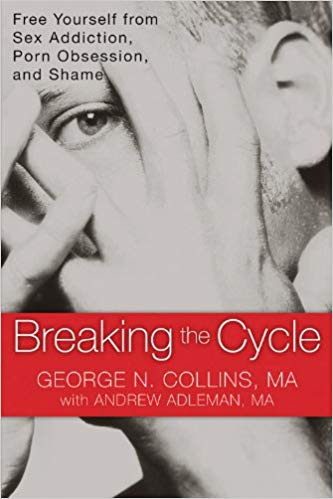 Free Yourself from
Sex Addiction,
Porn Obsession,
and Shame
Breaking the Cycle
GEORGE N. COLLINS, MA
with ANDREW ADLEMAN, MA